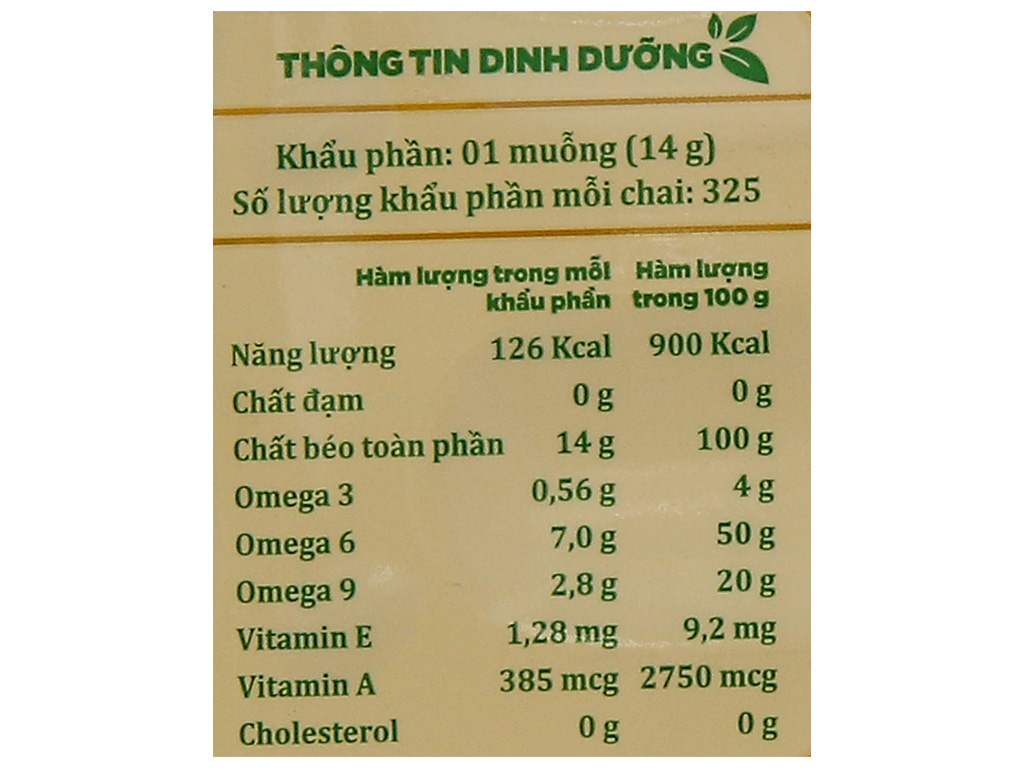 THÔNG TIN DINH DƯỠNG
Khẩu phần: 01 muỗng (14 g)
Số lượng khẩu phần mỗi chai: 325
Hàm lượng trong mỗi khẩu phần Hàm lượng trong 100 g
Năng lượng 126 Kcal 900 Kcal
Chất đạm 0 g 0 g
Chất béo toàn phần 14 g 100 g
Omega 3 0,56 g 4 g
Omega 6 7,0 g 50 g
Omega 9 2,8 g 20 g
Vitamin E 1,28 mg 9,2 mg
Vitamin A 385 mcg 2750 mcg
Cholesterol 0 g 0 g